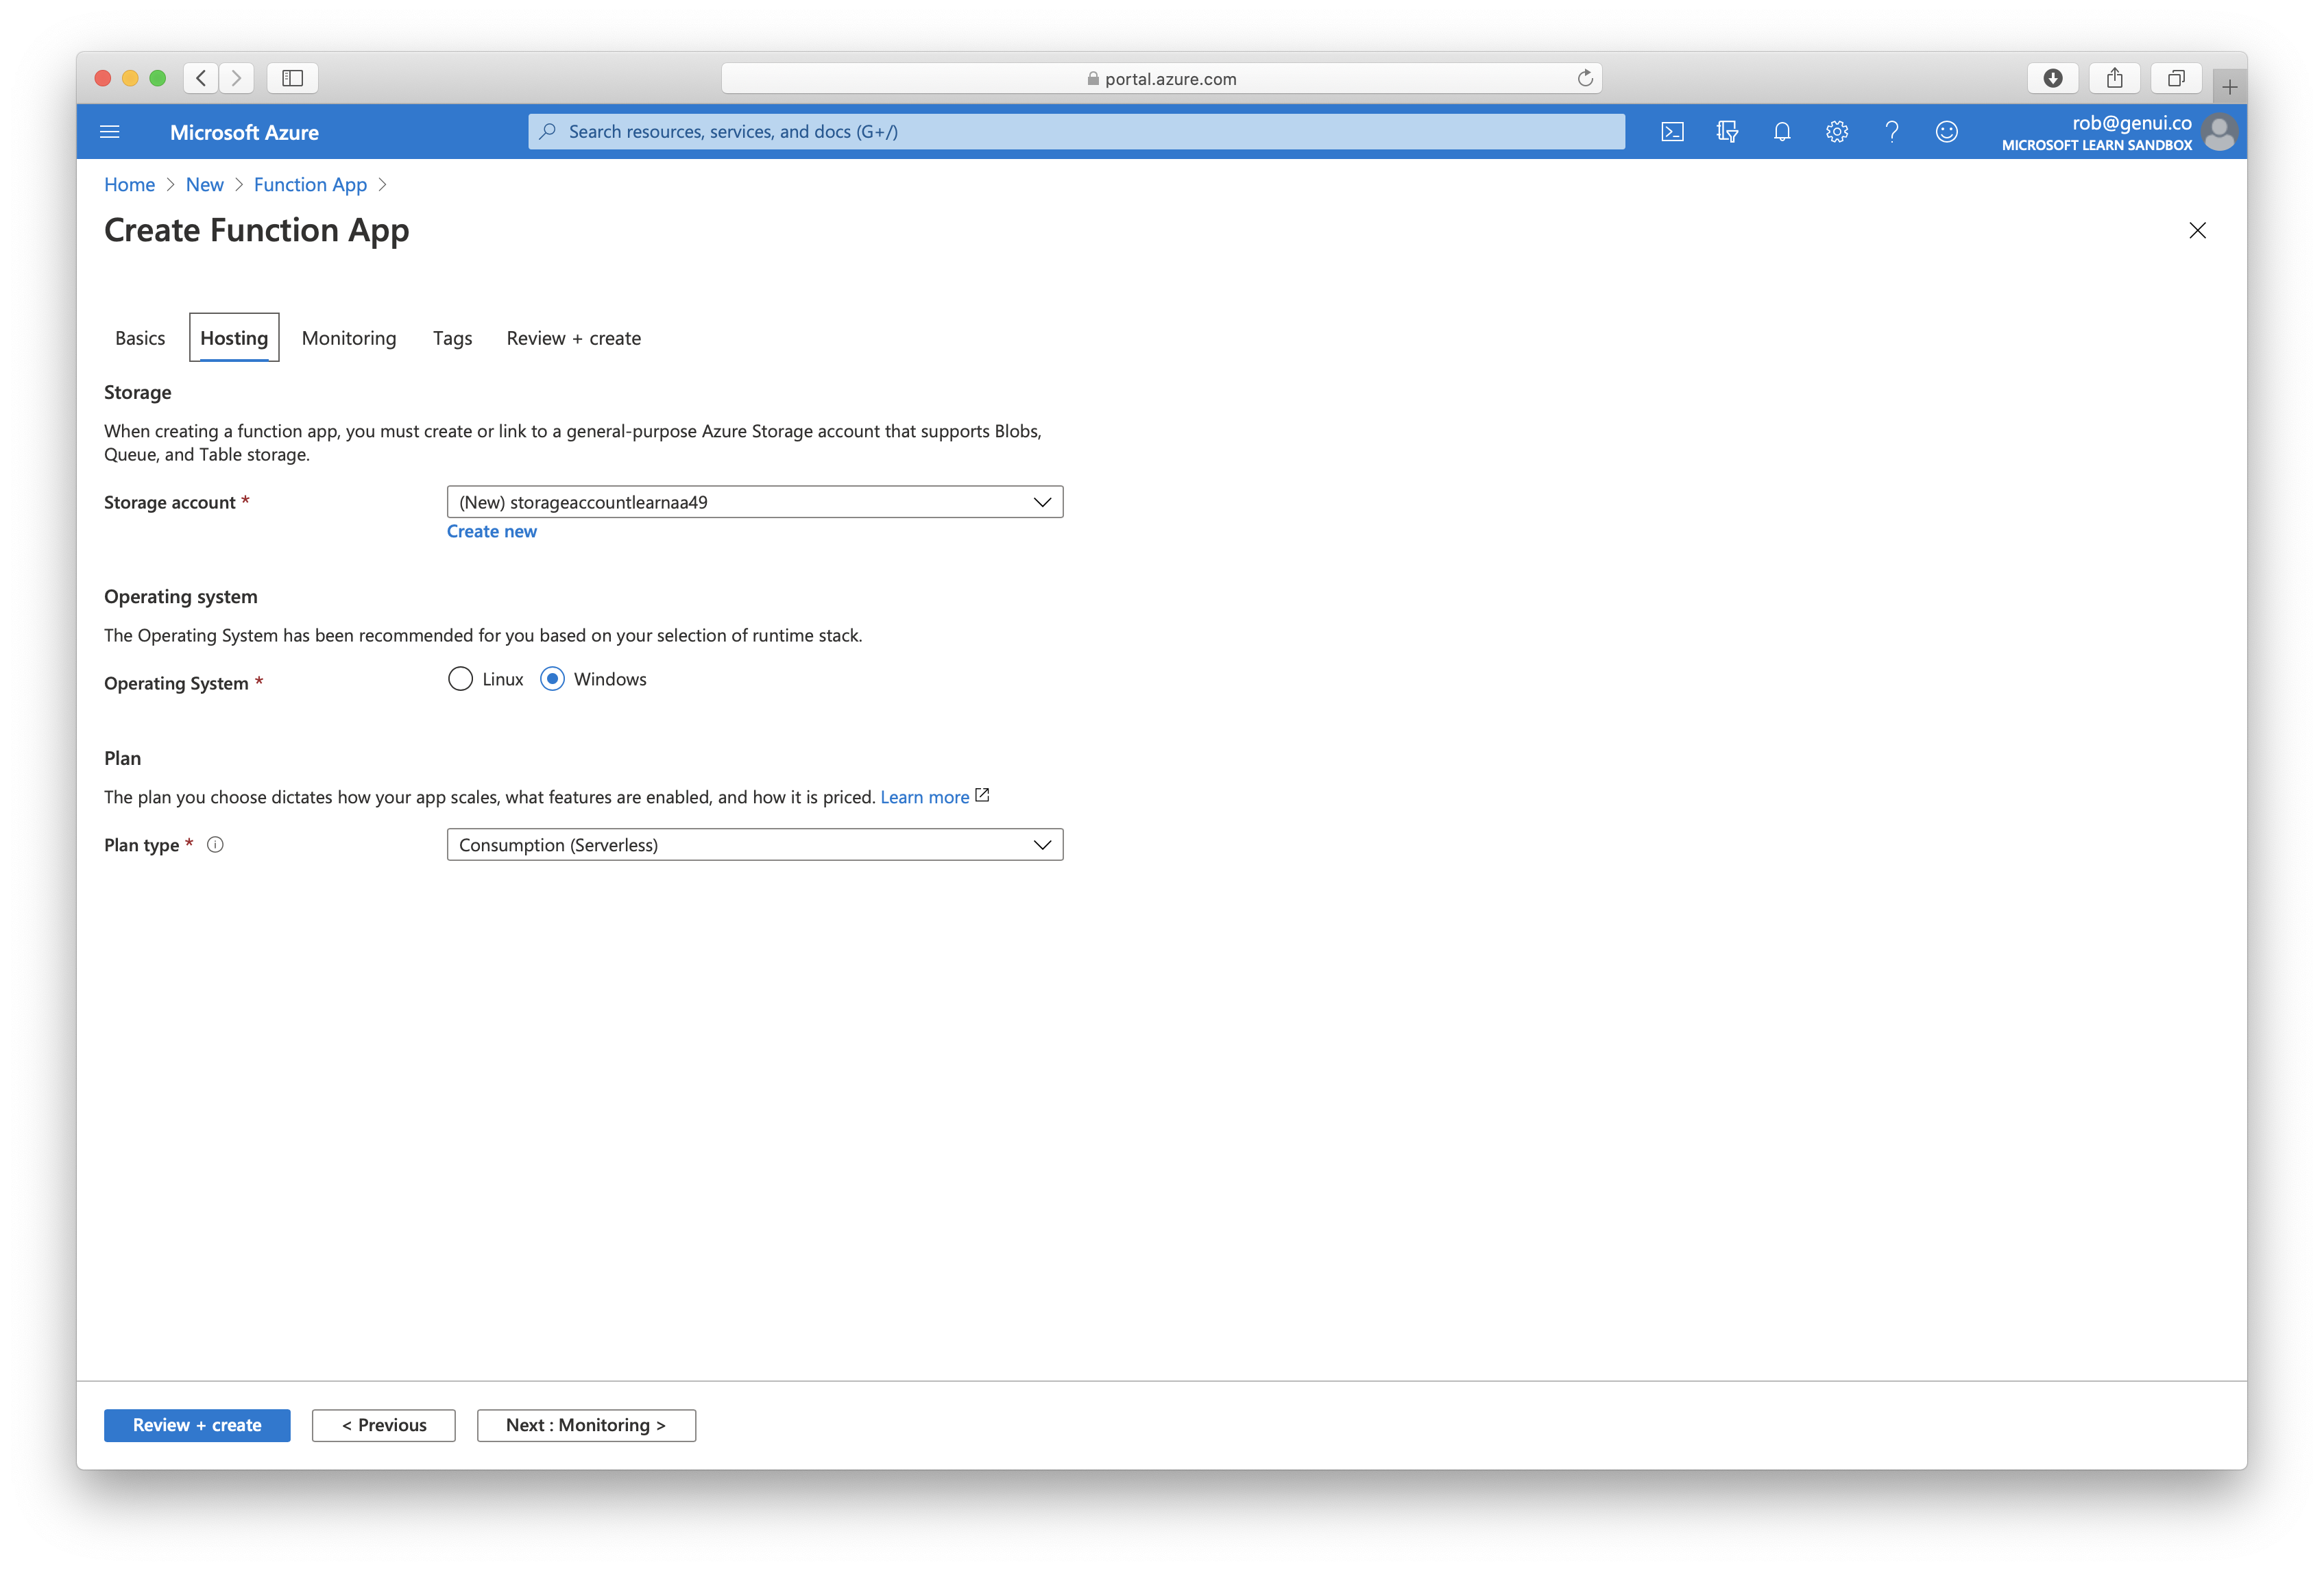 portal.azure.com
Microsoft Azure
Search resources, services, and docs (G+/)
rob@genui.co
MICROSOFT LEARN SANDBOX
Home > New > Function App >
Create Function App
Basics Hosting Monitoring Tags Review + create
Storage
When creating a function app, you must create or link to a general-purpose Azure Storage account that supports Blobs,
Queue, and Table storage.
Storage account * (New) storageaccountlearnaa49
Create new
Operating system
The Operating System has been recommended for you based on your selection of runtime stack.
Operating System * Linux Windows
Plan
The plan you choose dictates how your app scales, what features are enabled, and how it is priced. Learn more
Plan type * Consumption (Serverless)
Review + create < Previous Next : Monitoring >